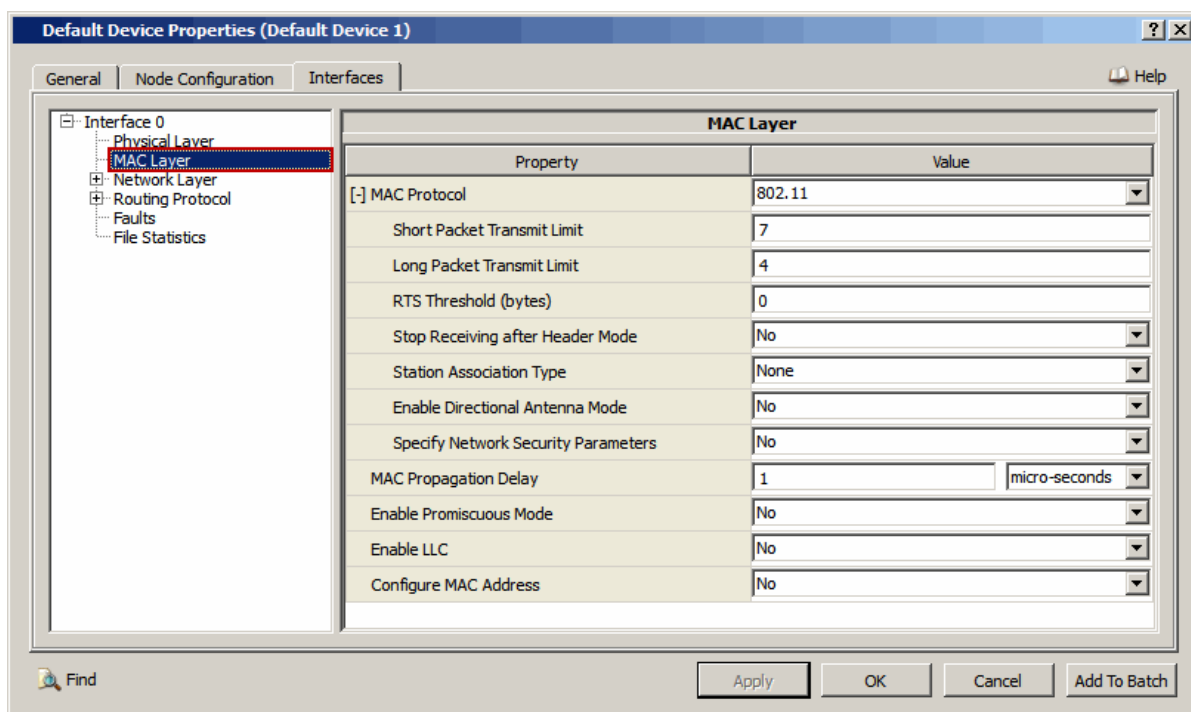 Default Device Properties (Default Device 1)
? X
General Node Configuration Interfaces Help
Interface 0
Physical Layer
MAC Layer
Network Layer
Routing Protocol
Faults
File Statistics
MAC Layer
Property Value
[-] MAC Protocol 802.11
Short Packet Transmit Limit 7
Long Packet Transmit Limit 4
RTS Threshold (bytes) 0
Stop Receiving after Header Mode No
Station Association Type None
Enable Directional Antenna Mode No
Specify Network Security Parameters No
MAC Propagation Delay 1 micro-seconds
Enable Promiscuous Mode No
Enable LLC No
Configure MAC Address No
Find Apply OK Cancel Add To Batch